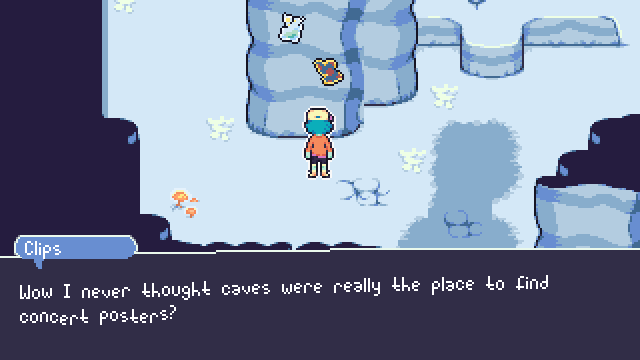 Clips
Wow I never thought caves were really the place to find
concert posters?